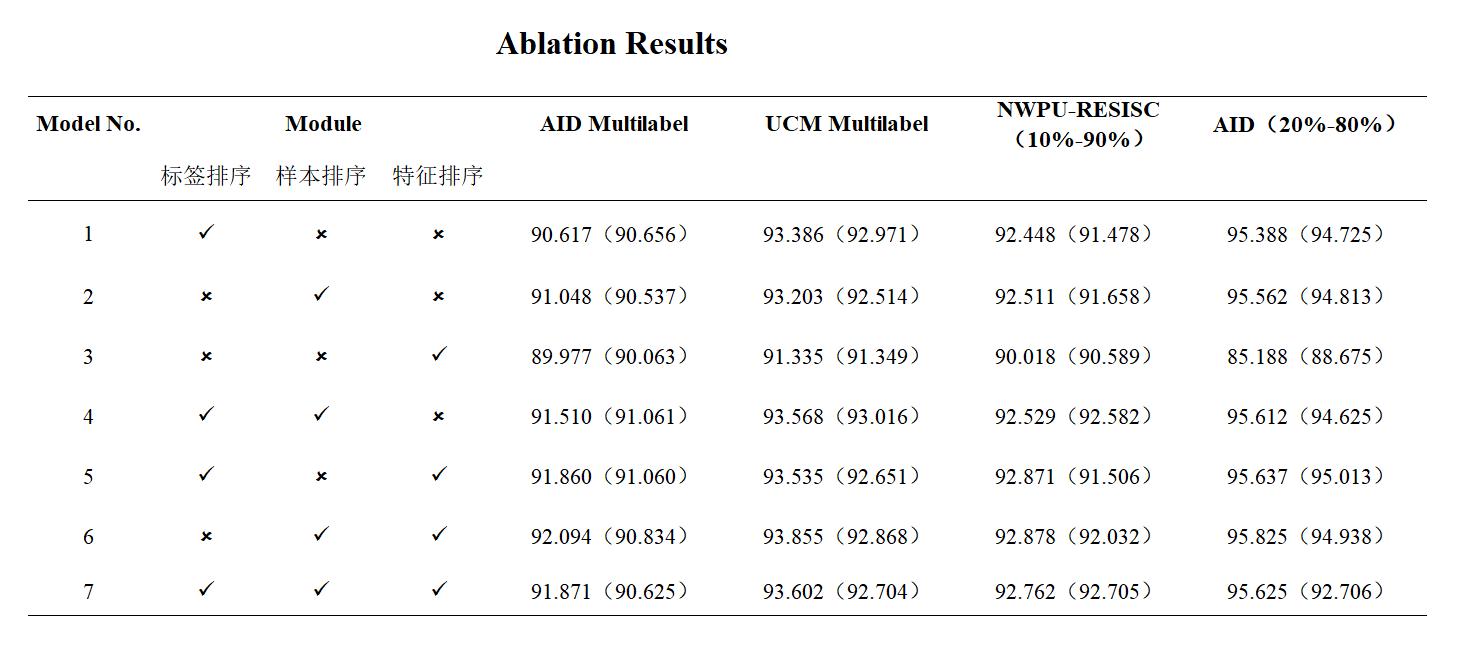 Ablation Results
Model No. Module AID Multilabel UCM Multilabel NWPU-RESISC（10%-90%） AID（20%-80%）
标签排序 样本排序 特征排序
1 ✓ × × 90.617（90.656） 93.386（92.971） 92.448（91.478） 95.388（94.725）
2 × ✓ × 91.048（90.537） 93.203（92.514） 92.511（91.658） 95.562（94.813）
3 × × ✓ 89.977（90.063） 91.335（91.349） 90.018（90.589） 85.188（88.675）
4 ✓ ✓ × 91.510（91.061） 93.568（93.016） 92.529（92.582） 95.612（94.625）
5 ✓ × ✓ 91.860（91.060） 93.535（92.651） 92.871（91.506） 95.637（95.013）
6 × ✓ ✓ 92.094（90.834） 93.855（92.868） 92.878（92.032） 95.825（94.938）
7 ✓ ✓ ✓ 91.871（90.625） 93.602（92.704） 92.762（92.705） 95.625（92.706）